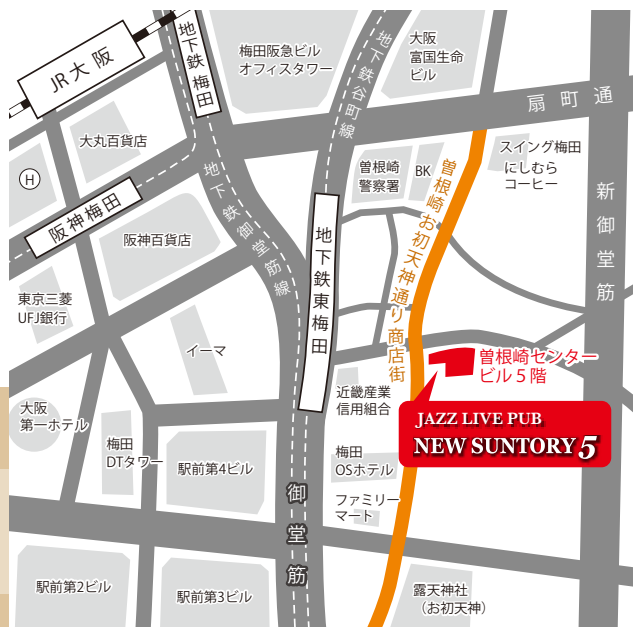 JR大阪
地下鉄梅田
梅田阪急ビル
オフィスタワー
地下鉄谷町線
大阪
富国生命
ビル
扇町通
大丸百貨店
H
阪神梅田
地下鉄御堂筋線
曽根崎
警察署
BK
曽根崎お初天神通り商店街
スイング梅田
にしむら
コーヒー
新御堂筋
阪神百貨店
地下鉄東梅田
東京三菱
UFJ銀行
イーマ
曽根崎センター
ビル5階
近畿産業
信用組合
大阪
第一ホテル
JAZZ LIVE PUB
NEW SUNTORY 5
梅田
DTタワー
駅前第4ビル
梅田
OSホテル
御堂筋
ファミリー
マート
駅前第2ビル
駅前第3ビル
露天神社
(お初天神)